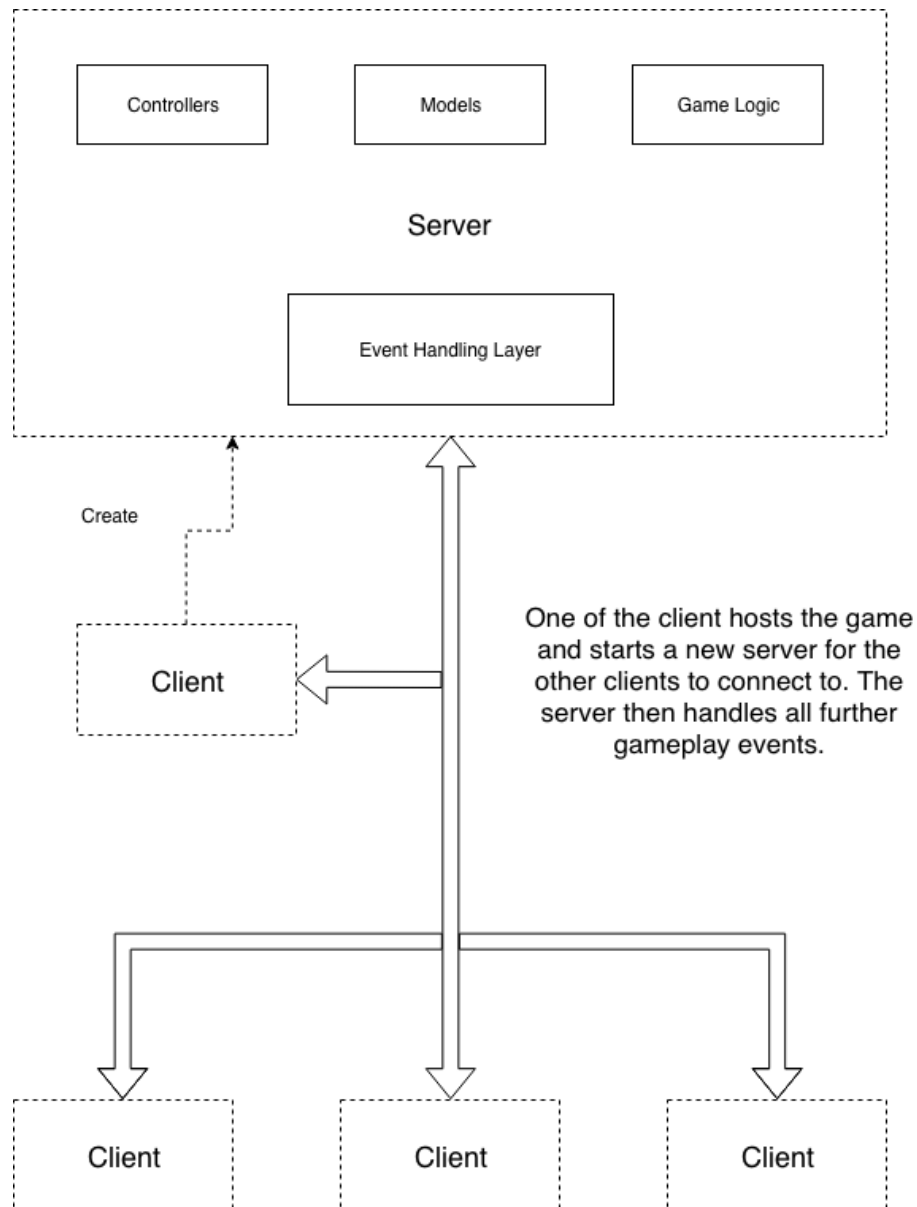 Controllers
Models
Game Logic
Server
Event Handling Layer
Create
One of the client hosts the game
and starts a new server for the
other clients to connect to. The
server then handles all further
gameplay events.
Client
Client
Client
Client